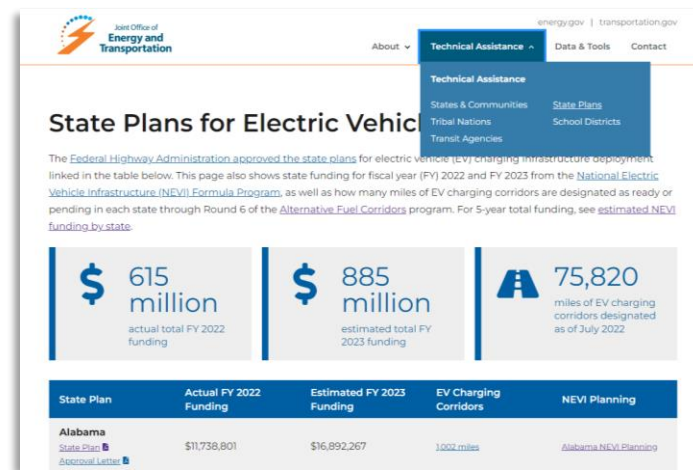 Joint Office of
Energy and
Transportation
energy.gov | transportation.gov
About
Technical Assistance
Data & Tools
Contact
Technical Assistance
States & Communities
State Plans
Tribal Nations
School Districts
Transit Agencies
State Plans for Electric Vehic
The Federal Highway Administration approved the state plans for electric vehicle (EV) charging infrastructure deployment
linked in the table below. This page also shows state funding for fiscal year (FY) 2022 and FY 2023 from the National Electric
Vehicle Infrastructure (NEVI) Formula Program, as well as how many miles of EV charging corridors are designated as ready or
pending in each state through Round 6 of the Alternative Fuel Corridors program. For 5-year total funding, see estimated NEVI
funding by state.
$ 615
million
actual total FY 2022
funding
$ 885
million
estimated total FY
2023 funding
75,820
miles of EV charging
corridors designated
as of July 2022
State Plan
Actual FY 2022
Funding
Estimated FY 2023
Funding
EV Charging
Corridors
NEVI Planning
Alabama
State Plan
Approval Letter
$11,738,801
$16,892,267
1,002 miles
Alabama NEVI Planning